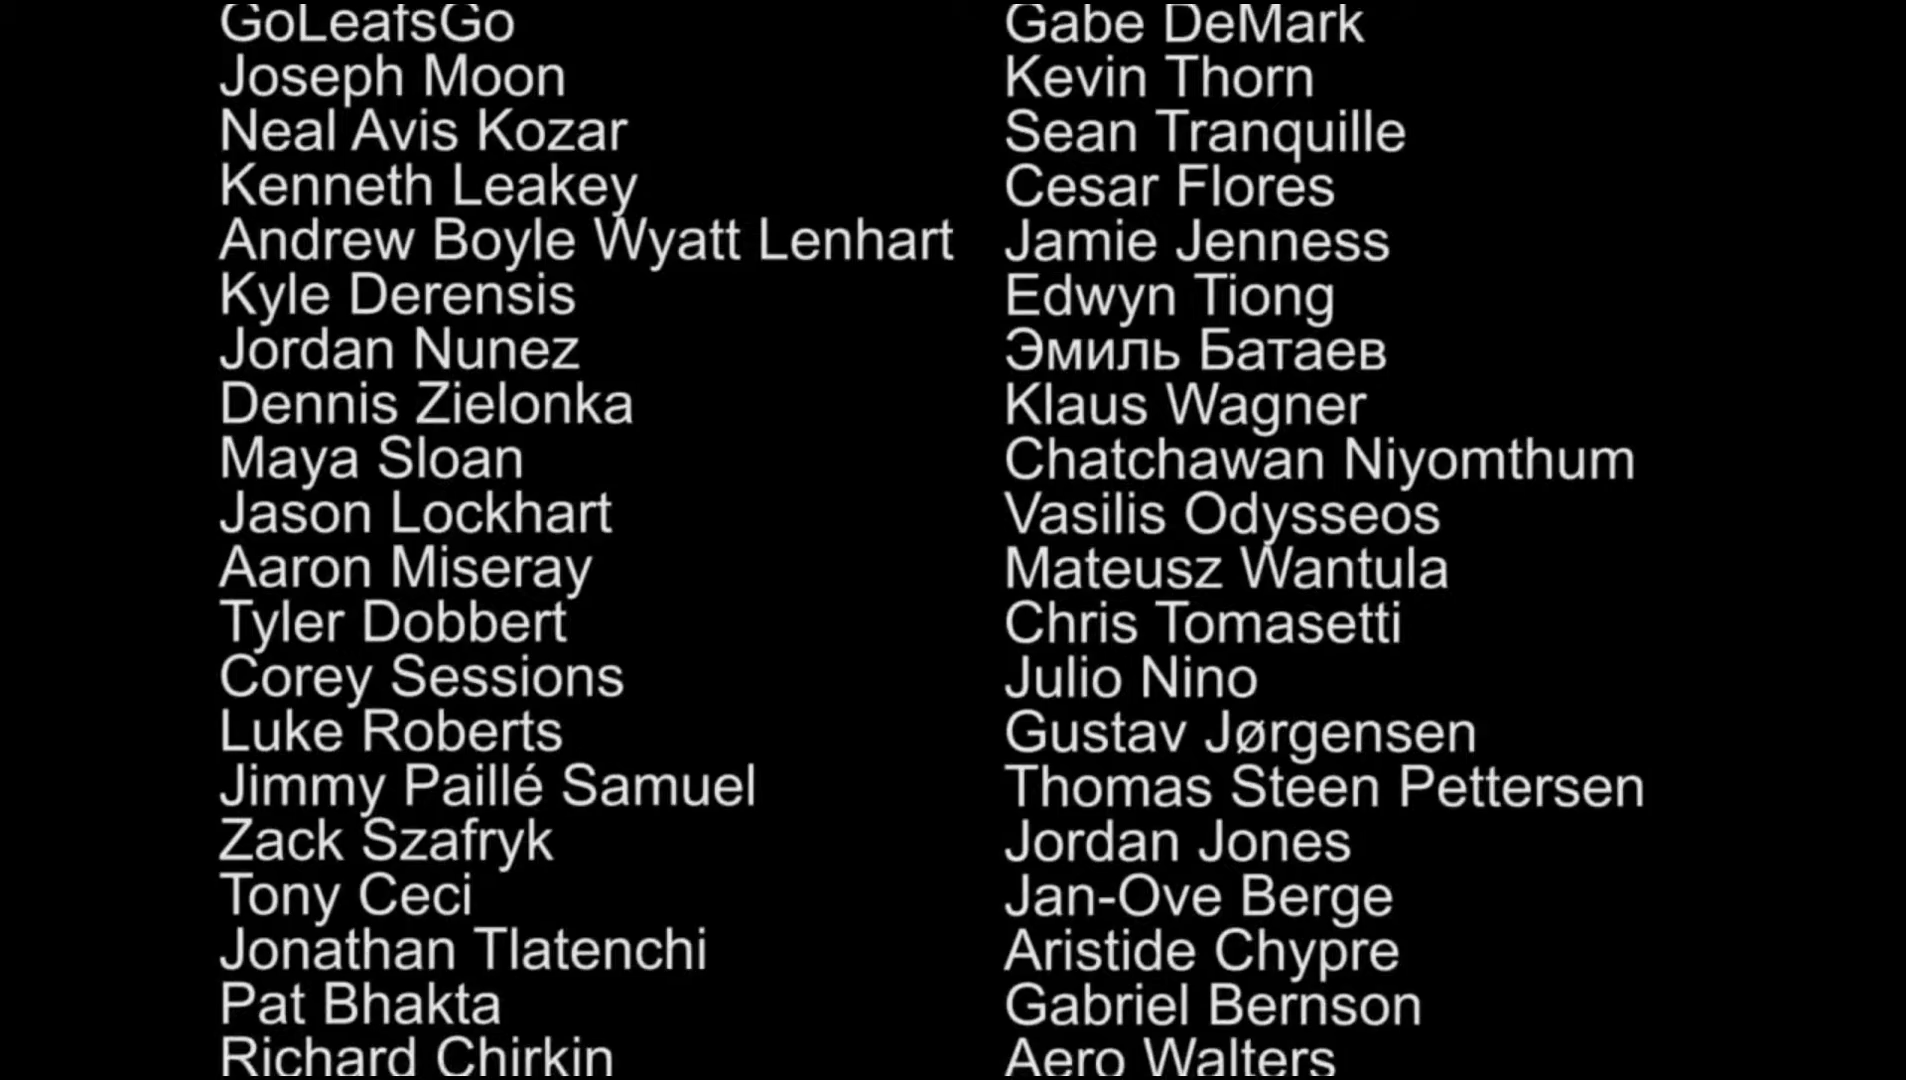 GoLeafsGo
Joseph Moon
Neal Avis Kozar
Kenneth Leakey
Andrew Boyle Wyatt Lenhart
Kyle Derensis
Jordan Nunez
Dennis Zielonka
Maya Sloan
Jason Lockhart
Aaron Miseray
Tyler Dobbert
Corey Sessions
Luke Roberts
Jimmy Paillé Samuel
Zack Szafryk
Tony Ceci
Jonathan Tlatenchi
Pat Bhakta
Richard Chirkin
Gabe DeMark
Kevin Thorn
Sean Tranquille
Cesar Flores
Jamie Jenness
Edwyn Tiong
Эмиль Батаев
Klaus Wagner
Chatchawan Niyomthum
Vasilis Odysseos
Mateusz Wantula
Chris Tomasetti
Julio Nino
Gustav Jørgensen
Thomas Steen Pettersen
Jordan Jones
Jan-Ove Berge
Aristide Chypre
Gabriel Bernson
Aero Walters